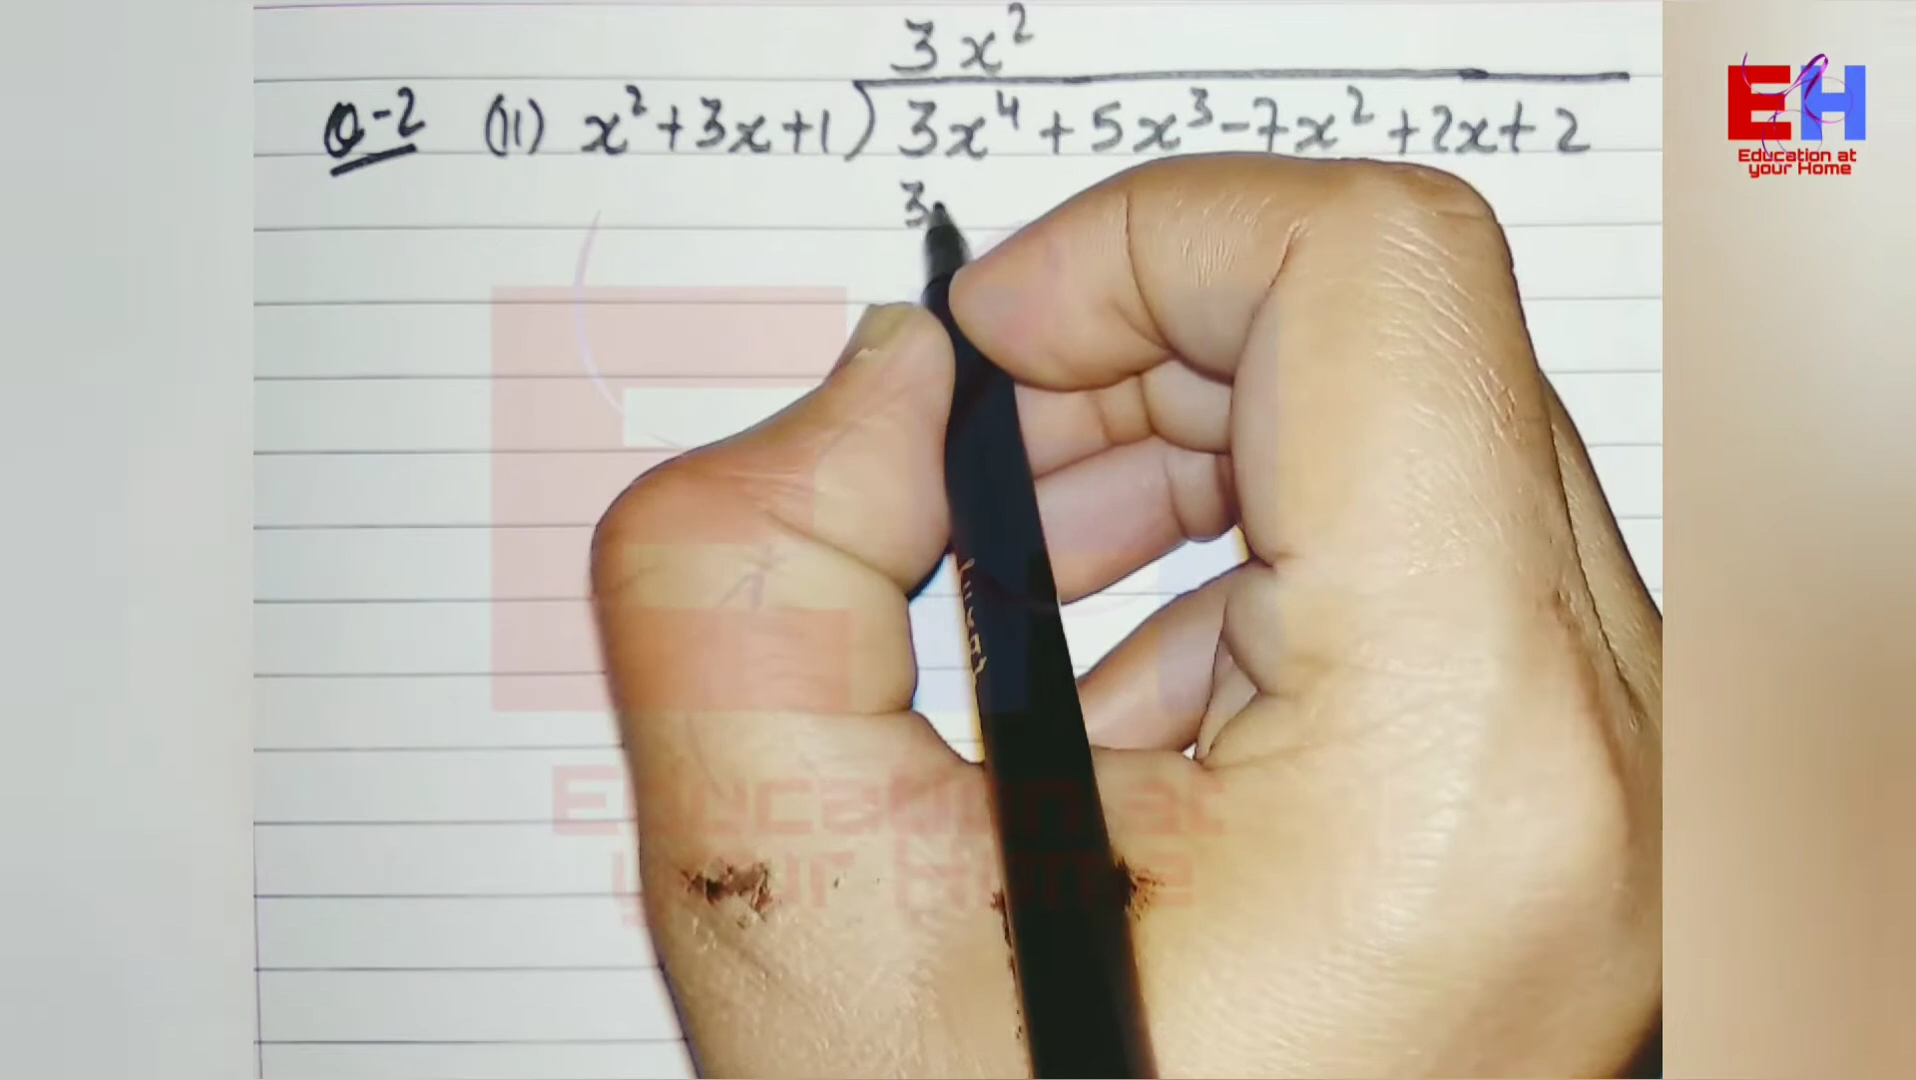 3x²
Q-2 (ii) x²+3x+1)3x⁴+5x³-7x²+2x+2
3
EH
Education at
your Home
Education at
your Home